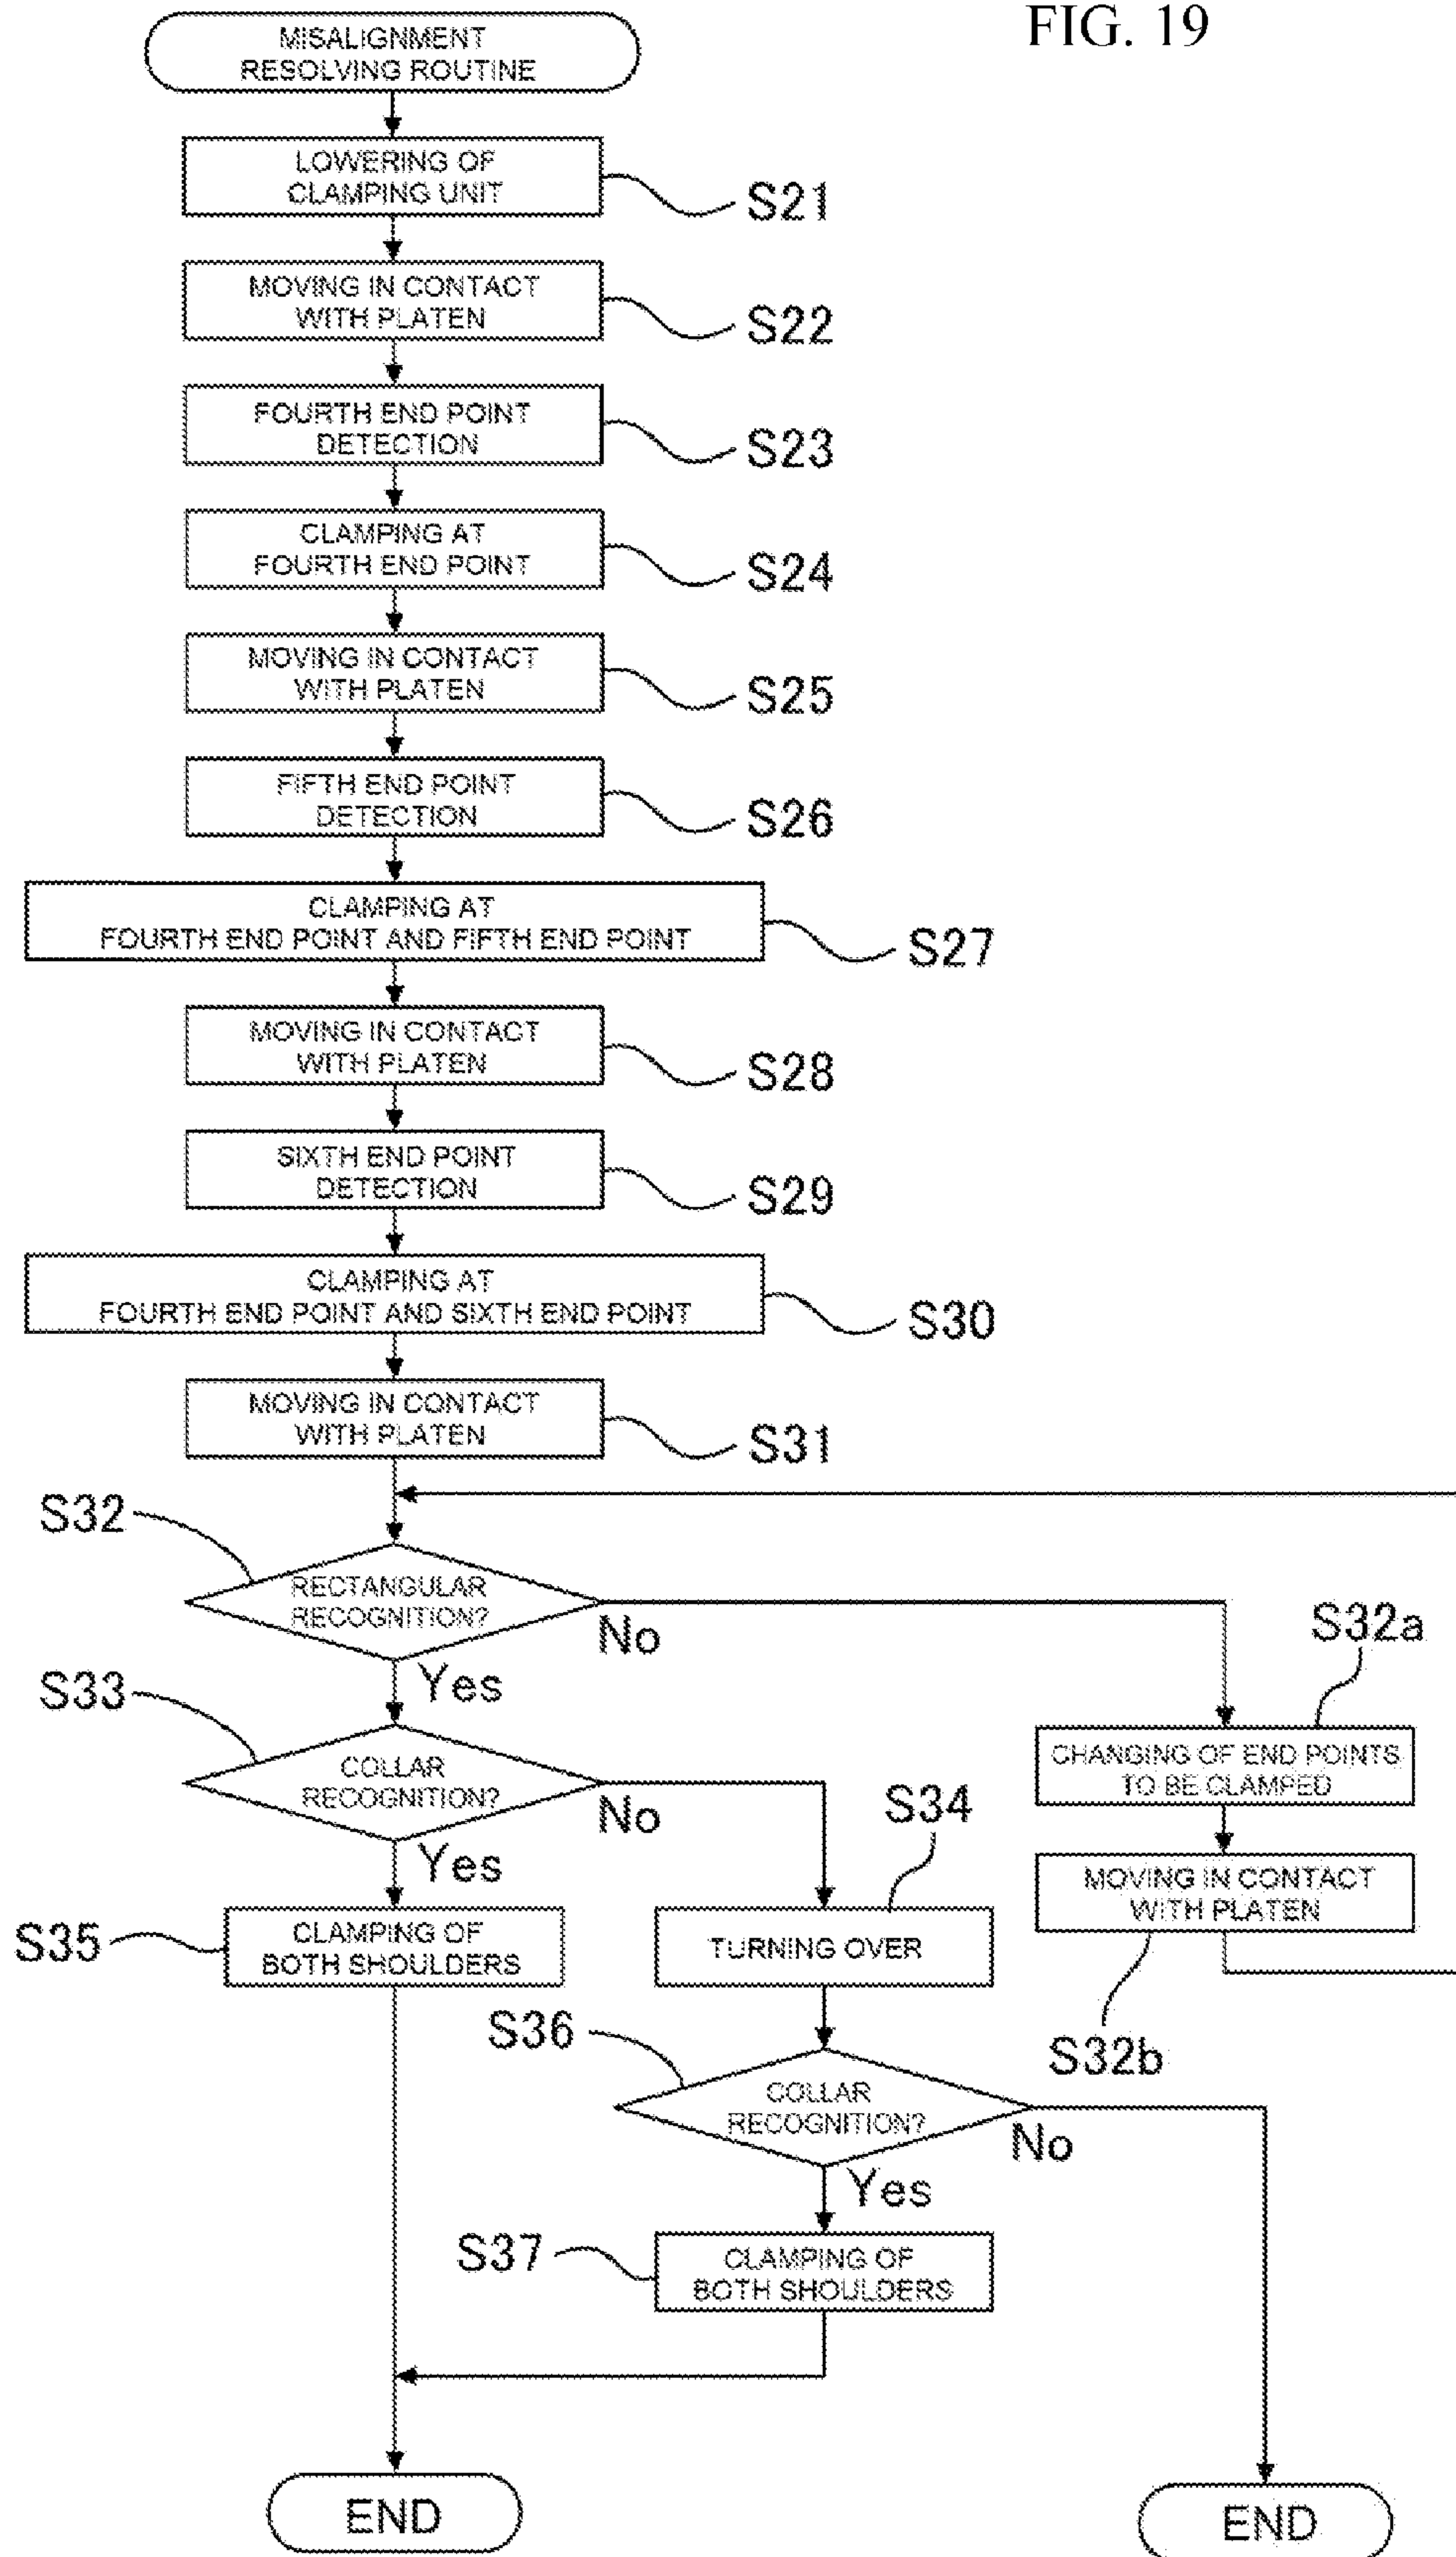 FIG. 19
MISALIGNMENT
RESOLVING ROUTINE
LOWERING OF
CLAMPING UNIT
S21
MOVING IN CONTACT
WITH PLATEN
S22
FOURTH END POINT
DETECTION
S23
CLAMPING AT
FOURTH END POINT
S24
MOVING IN CONTACT
WITH PLATEN
S25
FIFTH END POINT
DETECTION
S26
CLAMPING AT
FOURTH END POINT AND FIFTH END POINT
S27
MOVING IN CONTACT
WITH PLATEN
S28
SIXTH END POINT
DETECTION
S29
CLAMPING AT
FOURTH END POINT AND SIXTH END POINT
S30
MOVING IN CONTACT
WITH PLATEN
S31
S32
RECTANGULAR
RECOGNITION?
No
Yes
S32a
CHANGING OF END POINTS
TO BE CLAMPED
MOVING IN CONTACT
WITH PLATEN
S32b
S33
COLLAR
RECOGNITION?
No
Yes
S34
TURNING OVER
S35
CLAMPING OF
BOTH SHOULDERS
S36
COLLAR
RECOGNITION?
No
Yes
S37
CLAMPING OF
BOTH SHOULDERS
END
END